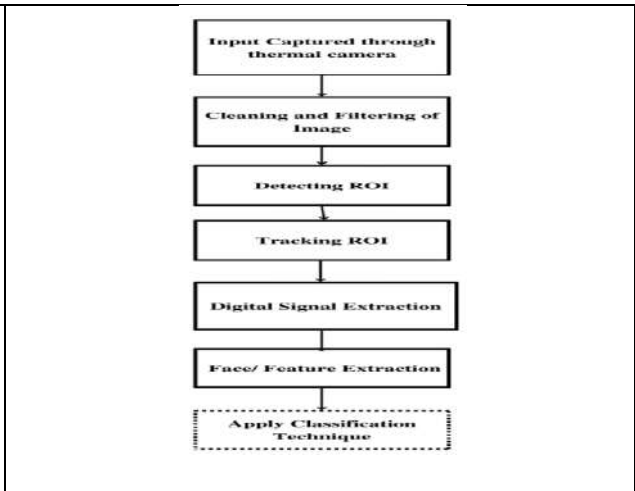 Input Captured through
thermal camera
Cleaning and Filtering of
Image
Detecting ROI
Tracking ROI
Digital Signal Extraction
Face/ Feature Extraction
Apply Classification
Technique